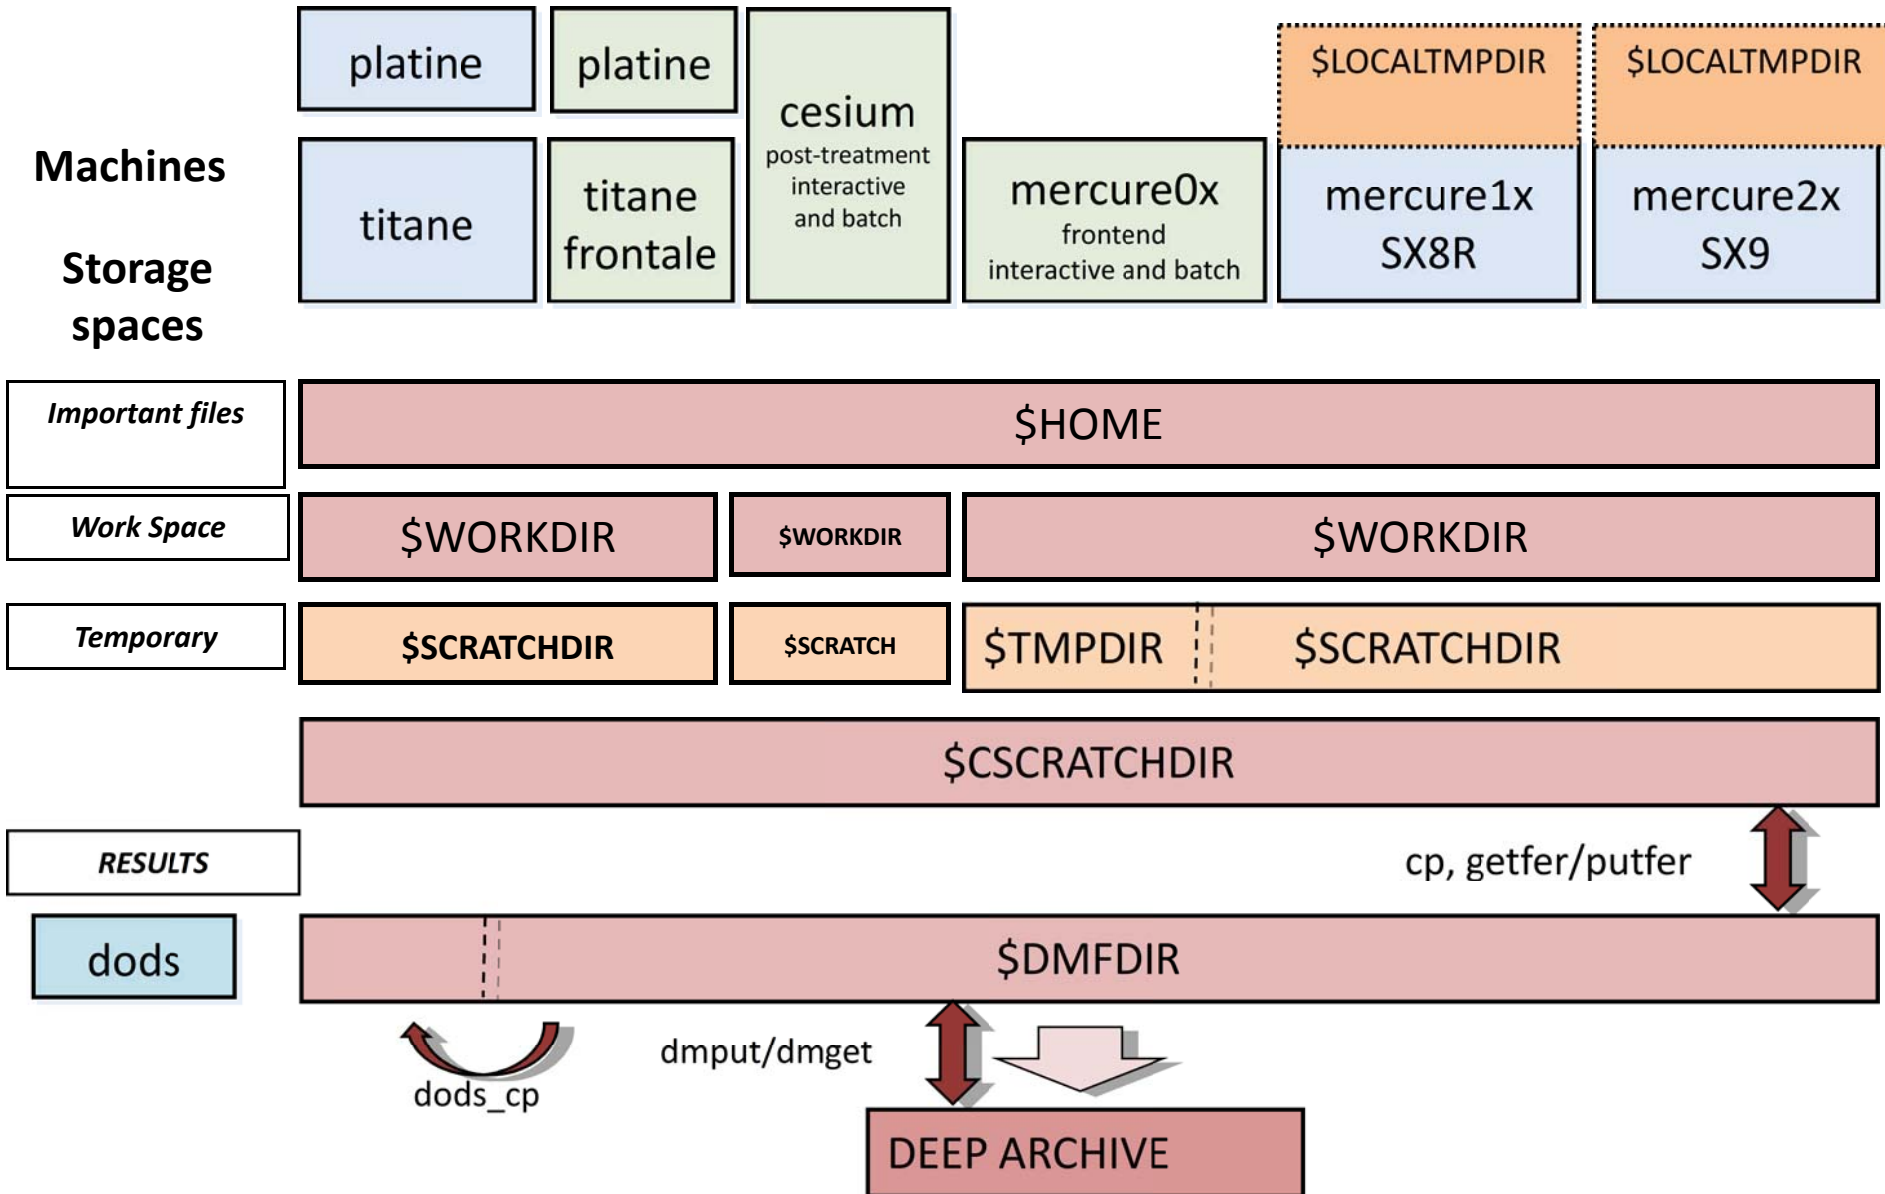 platine
platine
cesium
post-treatment
interactive
and batch
$LOCALTMPDIR
$LOCALTMPDIR
Machines
Storage
spaces
titane
titane
frontale
mercure0x
frontend
interactive and batch
mercure1x
SX8R
mercure2x
SX9
Important files
$HOME
Work Space
$WORKDIR
$WORKDIR
$WORKDIR
Temporary
$SCRATCHDIR
$SCRATCH
$TMPDIR
$SCRATCHDIR
$CSCRATCHDIR
RESULTS
cp, getfer/putfer
dods
$DMFDIR
dods_cp
dmput/dmget
DEEP ARCHIVE